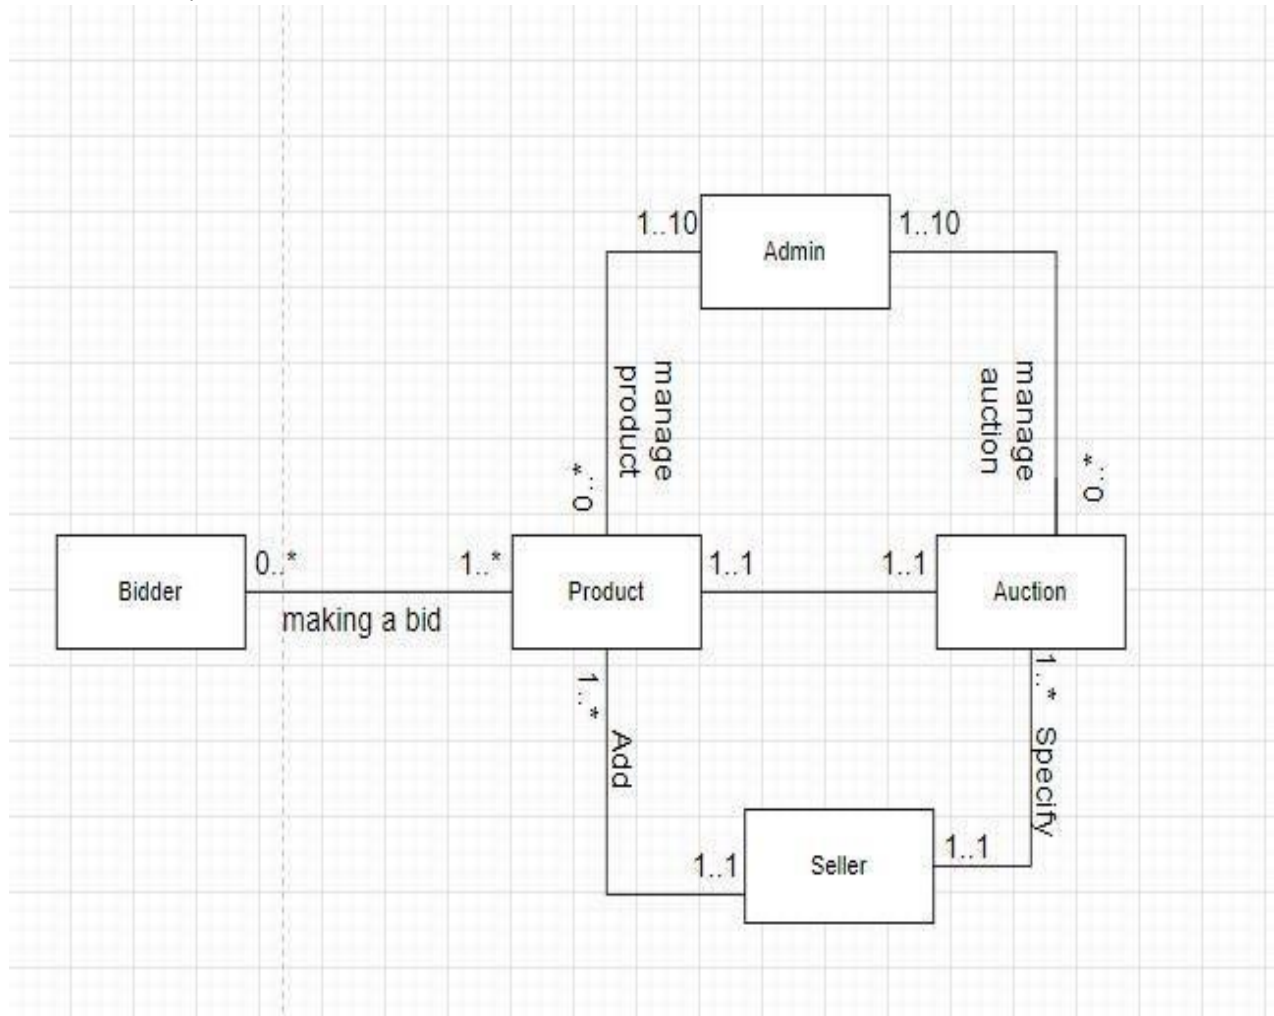 1..10
Admin
1..10
manage
product
manage
auction
0..*
0..*
Bidder
0..*
making a bid
1..*
Product
1..1
1..1
Auction
1..*
Add
1..*
Specify
1..1
Seller
1..1